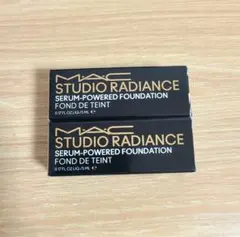 MAC
STUDIO RADIANCE
SERUM-POWERED FOUNDATION
FOND DE TEINT
MAC
STUDIO RADIANCE
SERUM-POWERED FOUNDATION
FOND DE TEINT